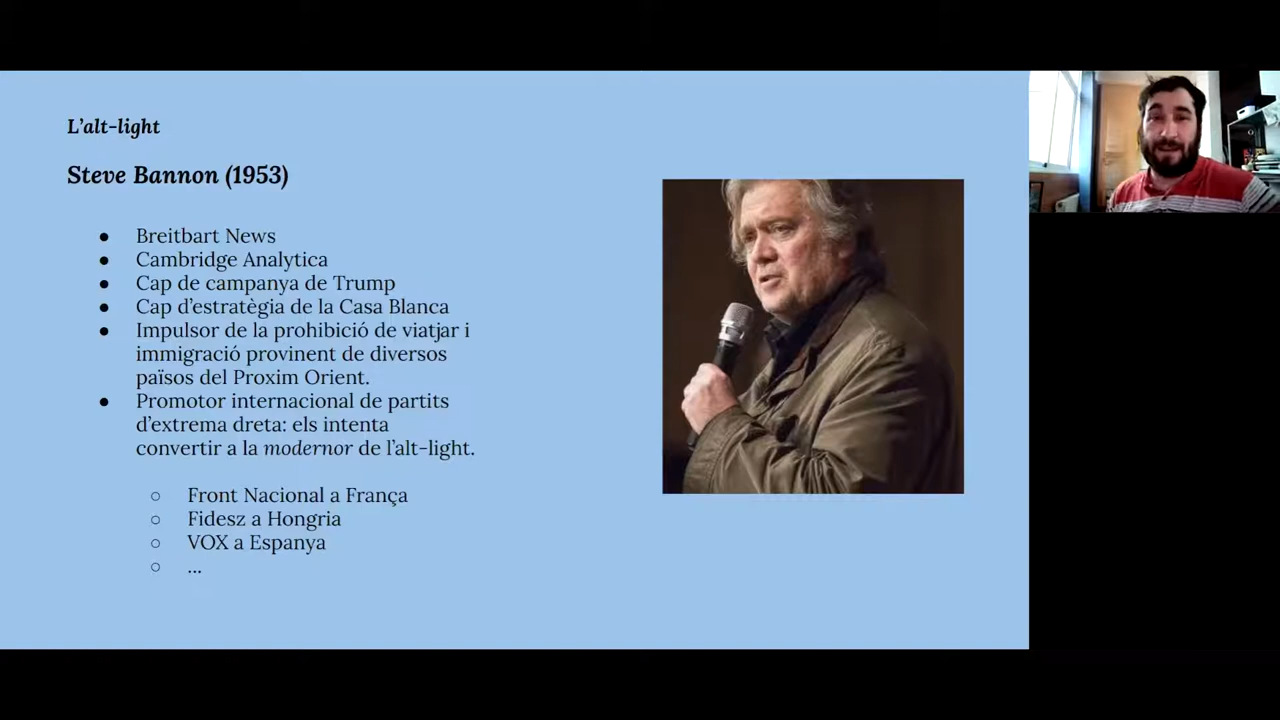 L'alt-light
Steve Bannon (1953)
● Breitbart News
● Cambridge Analytica
● Cap de campanya de Trump
● Cap d'estratègia de la Casa Blanca
● Impulsor de la prohibició de viatjar i
immigració provinent de diversos
països del Proxim Orient.
● Promotor internacional de partits
d'extrema dreta: els intenta
convertir a la modernor de l'alt-light.
○ Front Nacional a França
○ Fidesz a Hongria
○ VOX a Espanya
○ ...